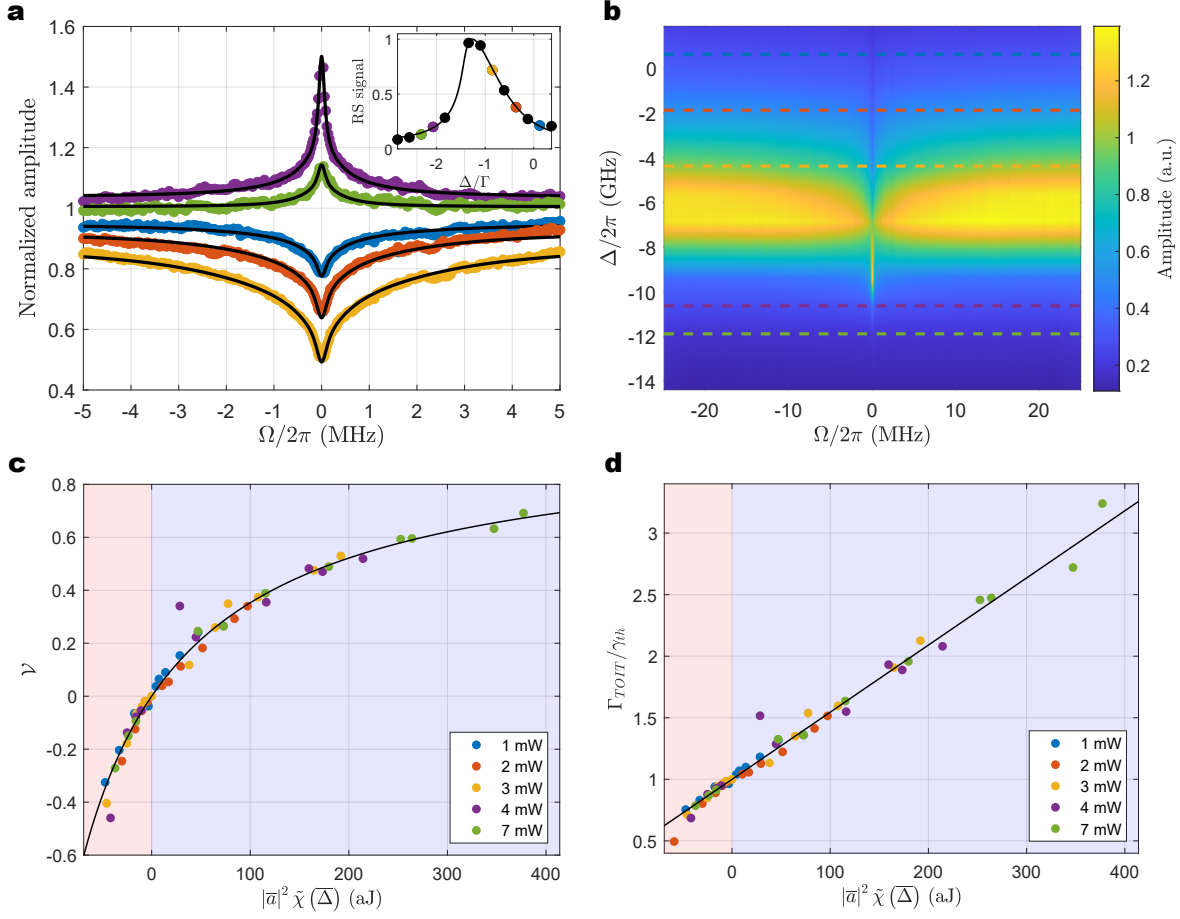 a
1.6
1.4
1.2
1
0.8
0.6
0.4
Normalized amplitude
-5 -4 -3 -2 -1 0 1 2 3 4 5
Ω/2π (MHz)
1
0.5
0
RS signal
-2 -1 0
Δ/Γ
b
0
-2
-4
-6
-8
-10
-12
-14
Δ/2π (GHz)
-20 -10 0 10 20
Ω/2π (MHz)
1.2
1
0.8
0.6
0.4
0.2
Amplitude (a.u.)
c
0.8
0.6
0.4
0.2
0
-0.2
-0.4
-0.6
𝒱
0 100 200 300 400
|a̅|² χ̃ (Δ̅) (aJ)
1 mW
2 mW
3 mW
4 mW
7 mW
d
3
2.5
2
1.5
1
0.5
Γ_TOIT/γ_th
0 100 200 300 400
|a̅|² χ̃ (Δ̅) (aJ)
1 mW
2 mW
3 mW
4 mW
7 mW